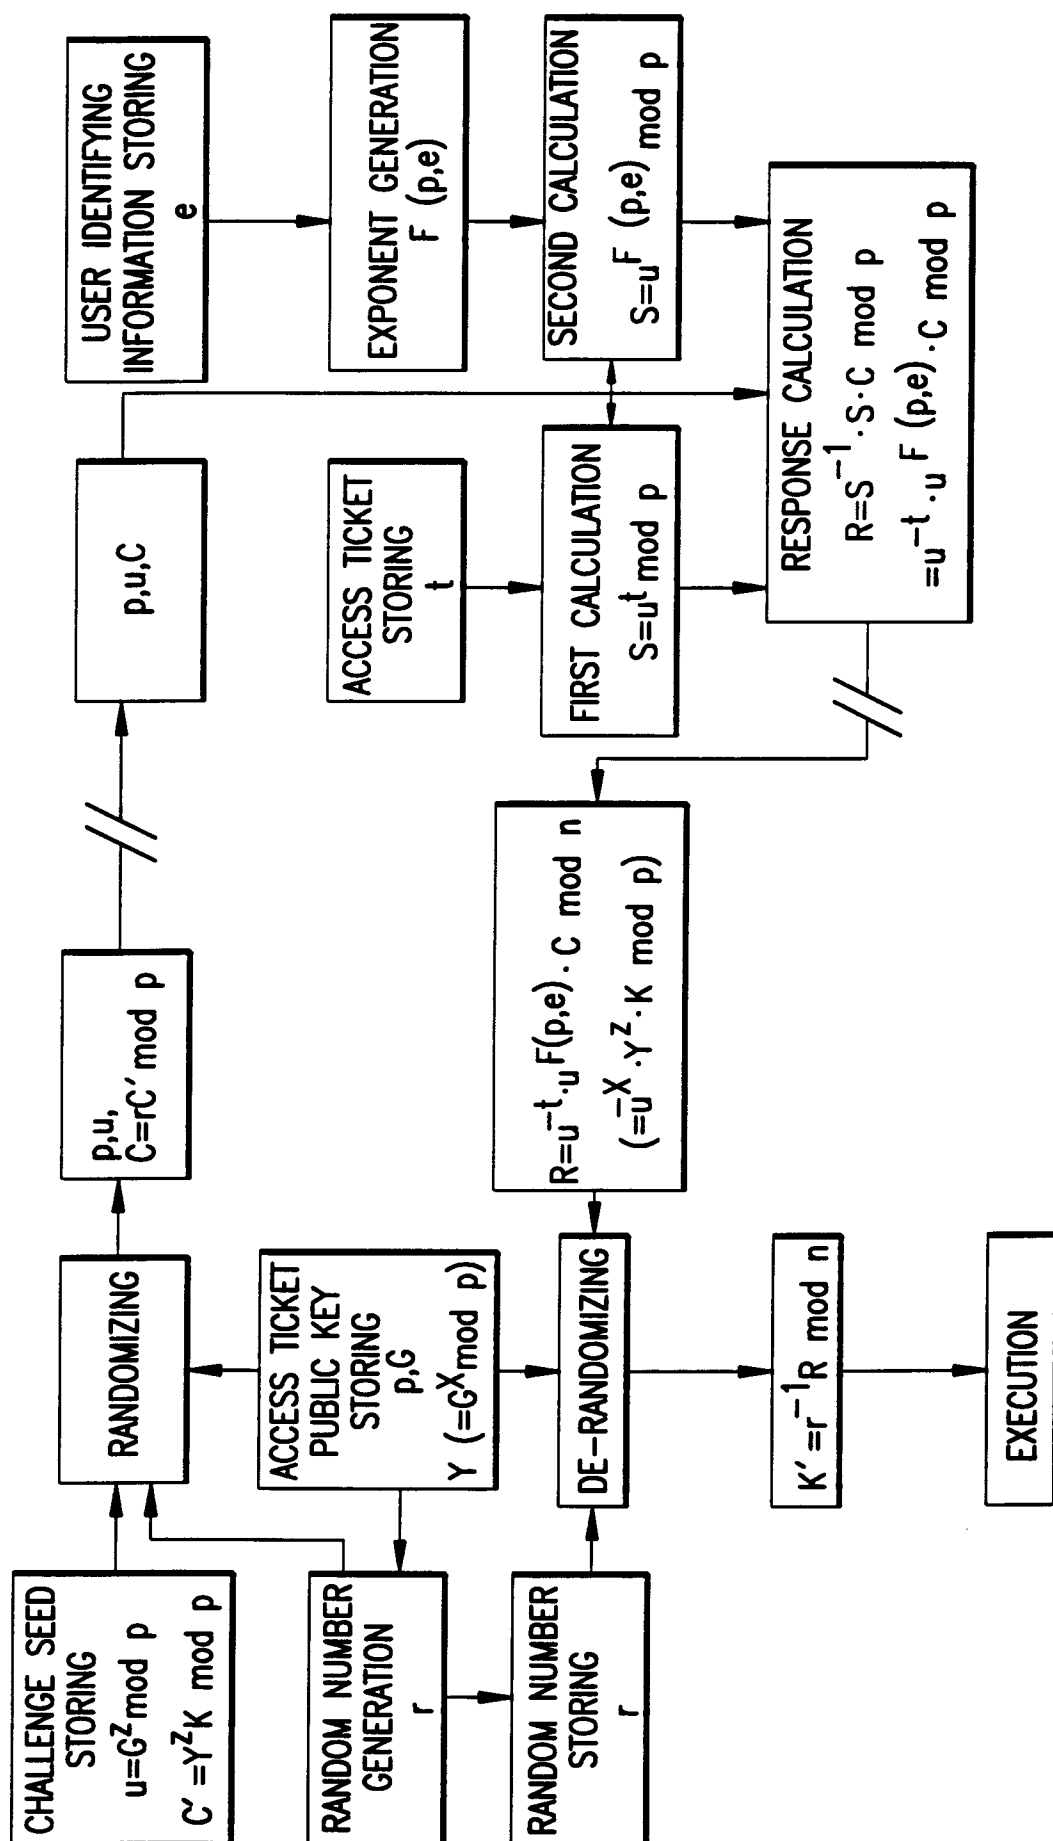 CHALLENGE SEED
STORING
u=G^z mod p
C′=Y^z K mod p
RANDOM NUMBER
GENERATION
r
RANDOM NUMBER
STORING
r
RANDOMIZING
ACCESS TICKET
PUBLIC KEY
STORING
p,G
Y (=G^X mod p)
DE-RANDOMIZING
K′=r^-1 R mod n
EXECUTION
p,u,
C=rC′ mod p
R=u^-t·u^F(p,e)·C mod n
(=u^-X·Y^z·K mod p)
p,u,C
ACCESS TICKET
STORING
t
FIRST CALCULATION
S=u^t mod p
USER IDENTIFYING
INFORMATION STORING
e
EXPONENT GENERATION
F (p,e)
SECOND CALCULATION
S=u^F (p,e) mod p
RESPONSE CALCULATION
R=S^-1·S·C mod p
=u^-t·u^F (p,e)·C mod p